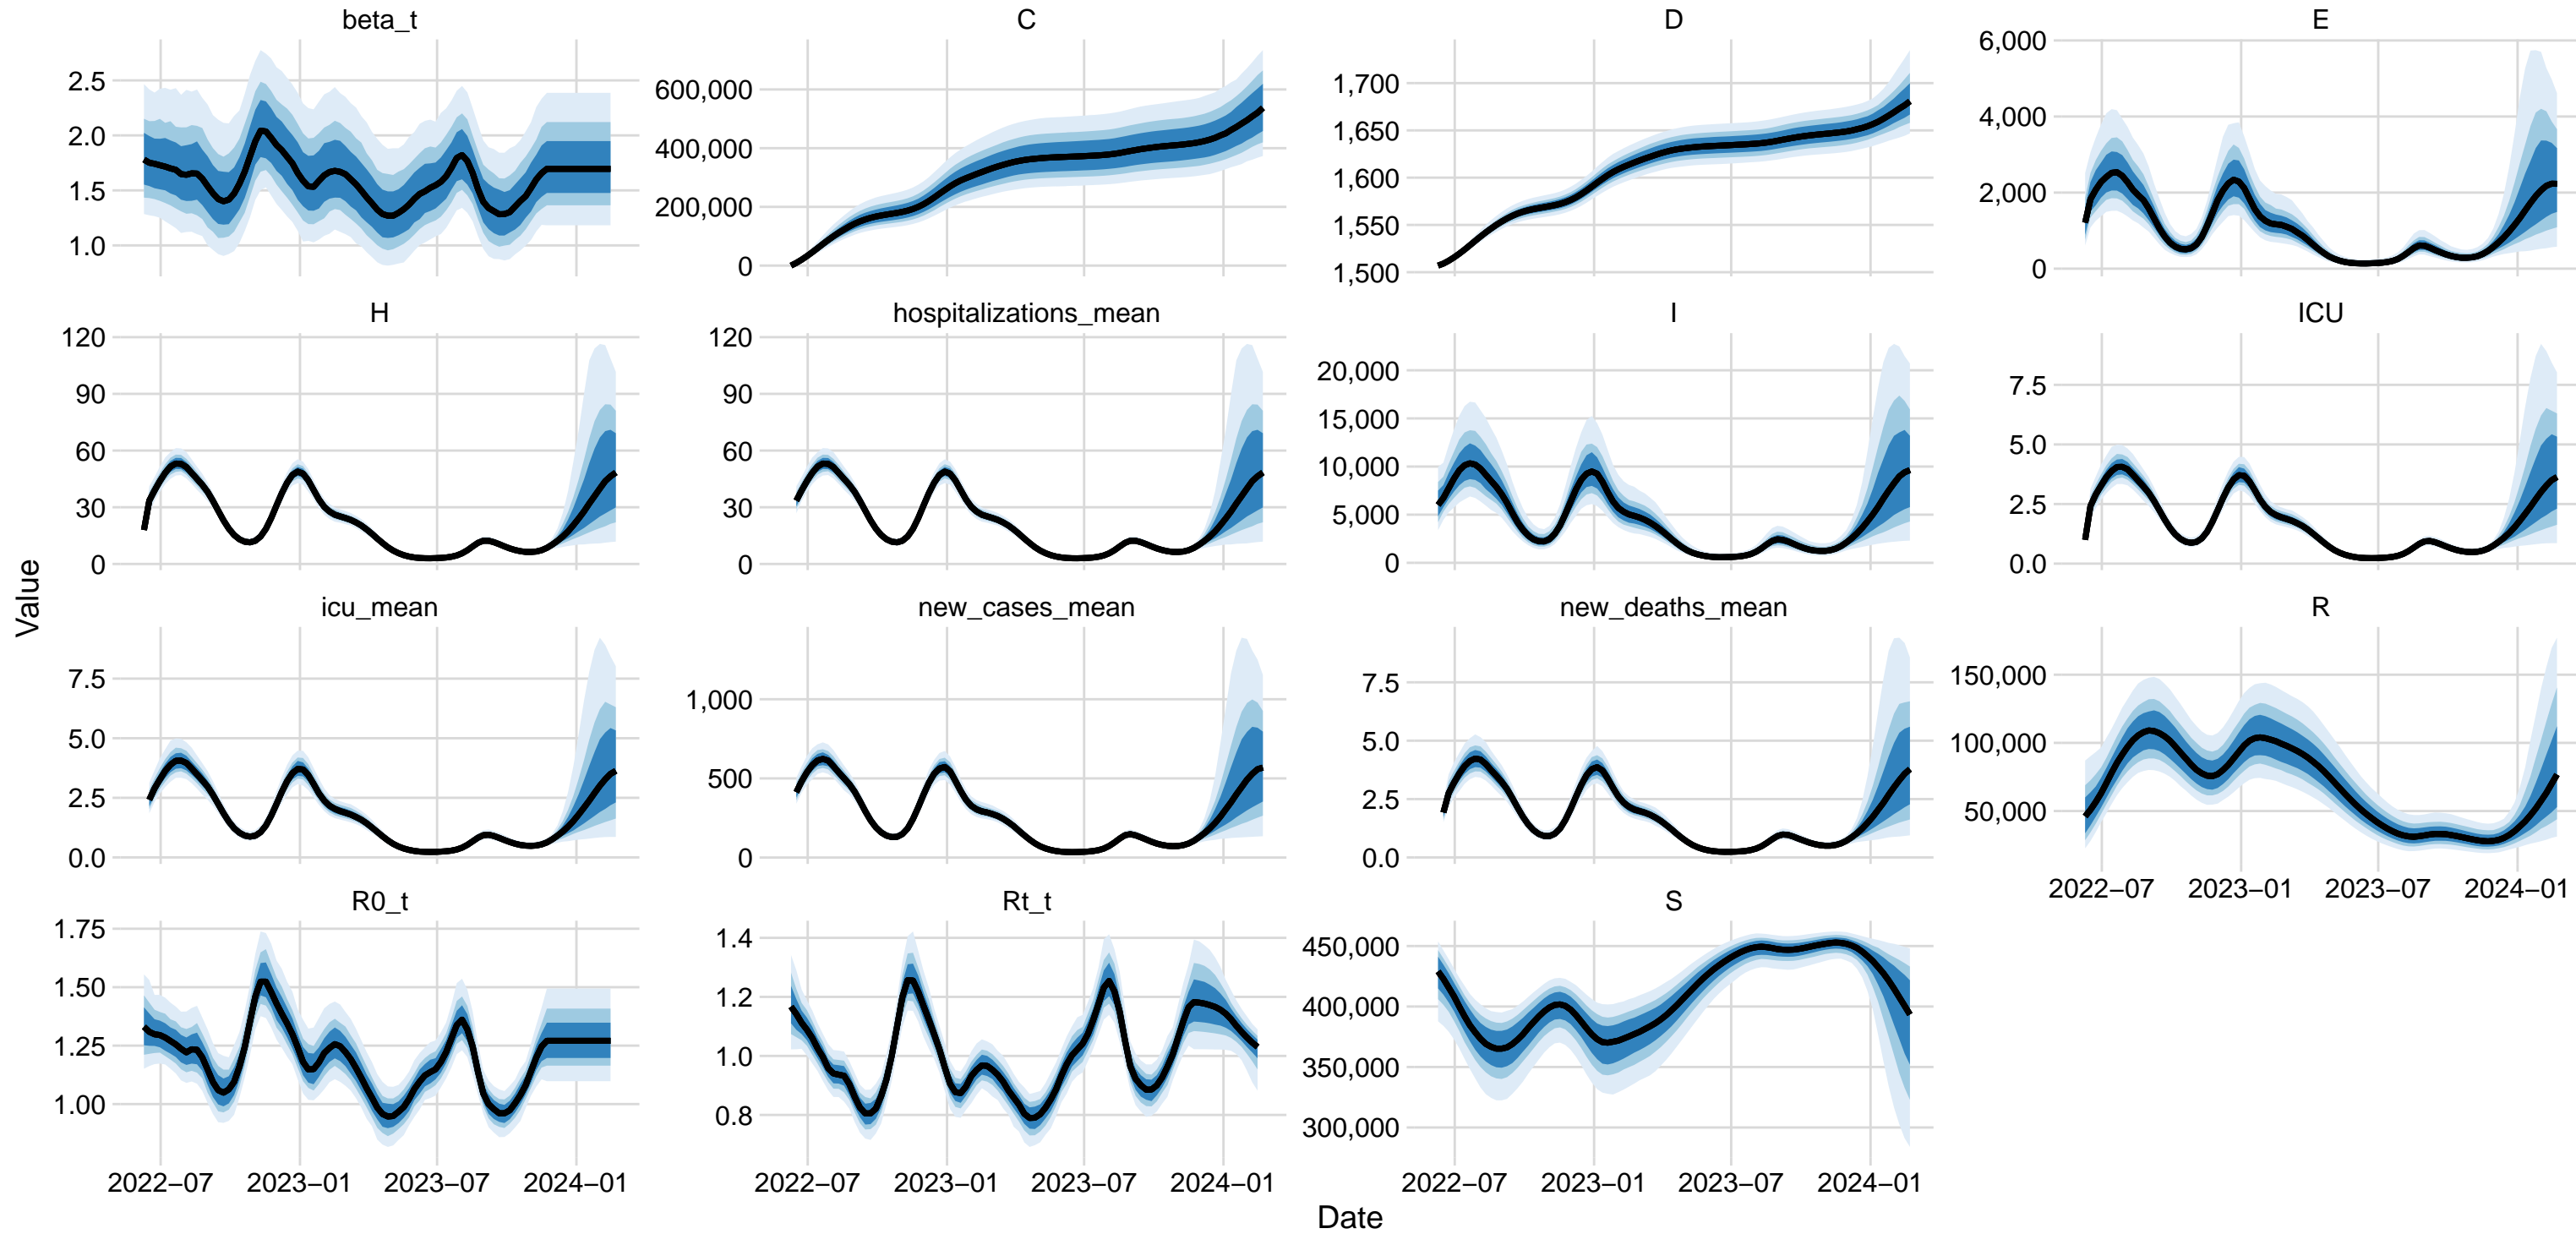 beta_t
C
D
E
2.5
2.0
1.5
1.0
600,000
400,000
200,000
0
1,700
1,650
1,600
1,550
1,500
6,000
4,000
2,000
0
H
hospitalizations_mean
I
ICU
120
90
60
30
0
120
90
60
30
0
20,000
15,000
10,000
5,000
0
7.5
5.0
2.5
0.0
Value
icu_mean
new_cases_mean
new_deaths_mean
R
7.5
5.0
2.5
0.0
1,000
500
0
7.5
5.0
2.5
0.0
150,000
100,000
50,000
2022−07 2023−01 2023−07 2024−01
R0_t
Rt_t
S
1.75
1.50
1.25
1.00
1.4
1.2
1.0
0.8
450,000
400,000
350,000
300,000
2022−07 2023−01 2023−07 2024−01
2022−07 2023−01 2023−07 2024−01
2022−07 2023−01 2023−07 2024−01
Date